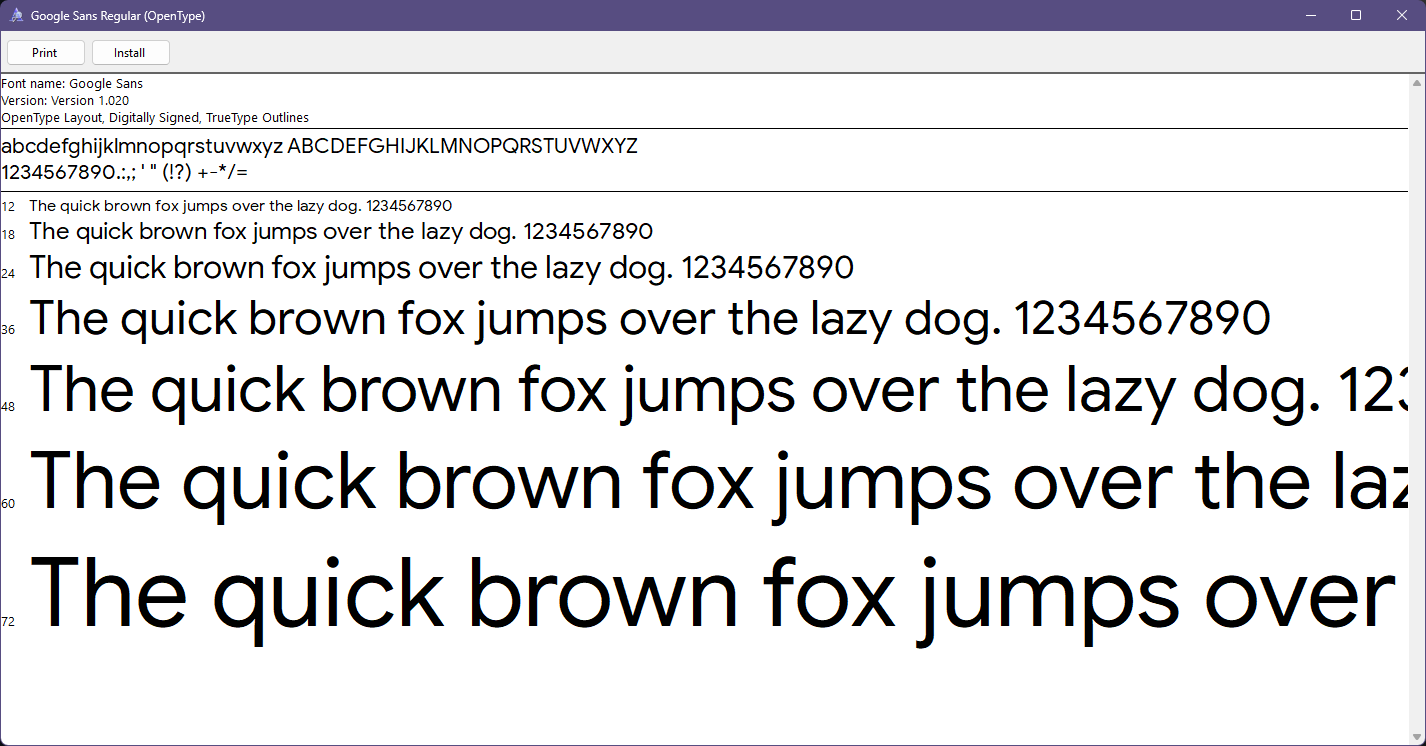 Google Sans Regular (OpenType)
Print Install
Font name: Google Sans
Version: Version 1.020
OpenType Layout, Digitally Signed, TrueType Outlines
abcdefghijklmnopqrstuvwxyz ABCDEFGHIJKLMNOPQRSTUVWXYZ
1234567890.:,; ' " (!?) +-*/=
12 The quick brown fox jumps over the lazy dog. 1234567890
18 The quick brown fox jumps over the lazy dog. 1234567890
24 The quick brown fox jumps over the lazy dog. 1234567890
36 The quick brown fox jumps over the lazy dog. 1234567890
48 The quick brown fox jumps over the lazy dog. 123
60 The quick brown fox jumps over the laz
72 The quick brown fox jumps over